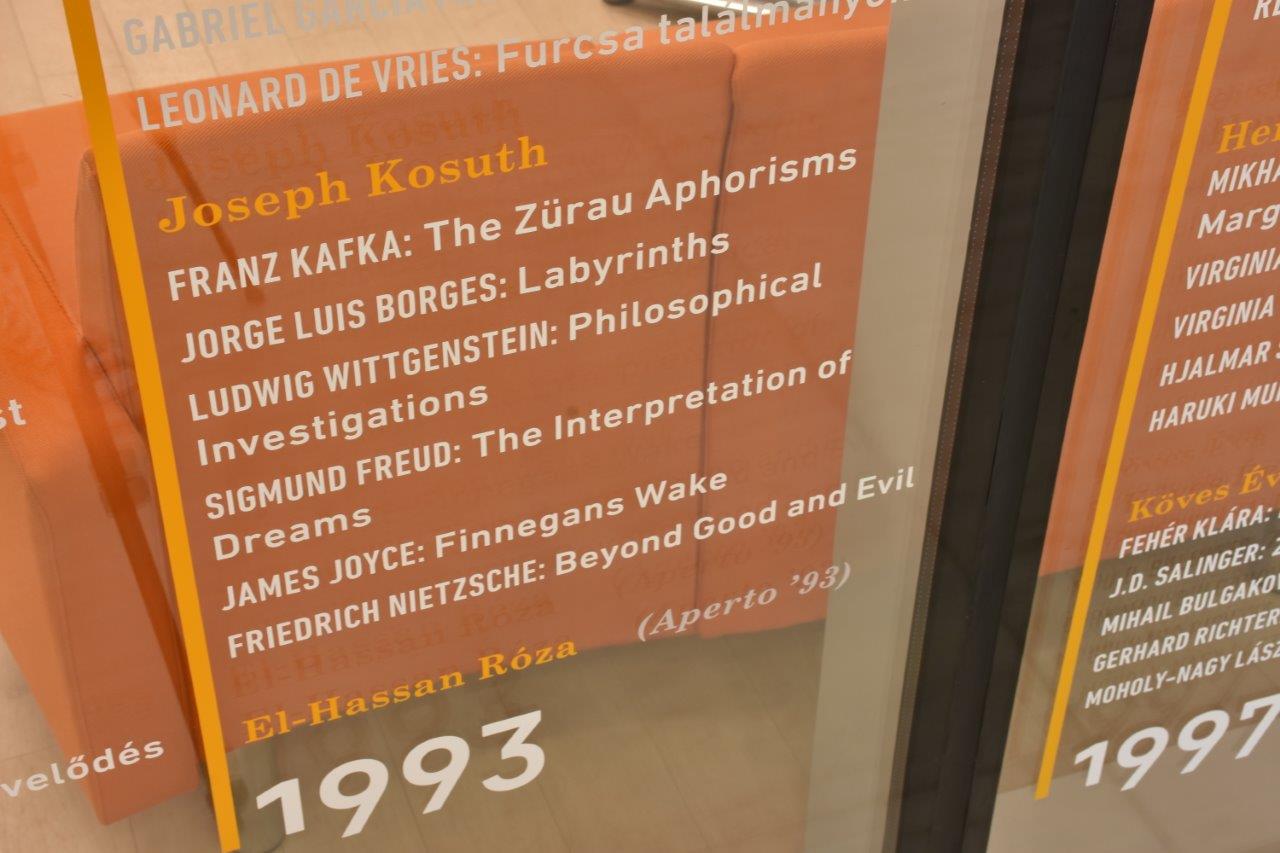 GABRIEL GARCÍA
LEONARD DE VRIES: Furcsa
Joseph Kosuth
FRANZ KAFKA: The Zürau Aphorisms
JORGE LUIS BORGES: Labyrinths
LUDWIG WITTGENSTEIN: Philosophical
Investigations
SIGMUND FREUD: The Interpretation of
Dreams
JAMES JOYCE: Finnegans Wake
FRIEDRICH NIETZSCHE: Beyond Good and Evil
(Aperto ’93)
El-Hassan Róza
1993
st
velődés
MIKHA
Marg
VIRGINIA
VIRGINIA
HJALMAR
HARUKI MU
Köves Év
FEHÉR KLÁRA:
J.D. SALINGER:
MIHAIL BULGAKOV
GERHARD RICHTER
MOHOLY-NAGY LÁSZ
1997